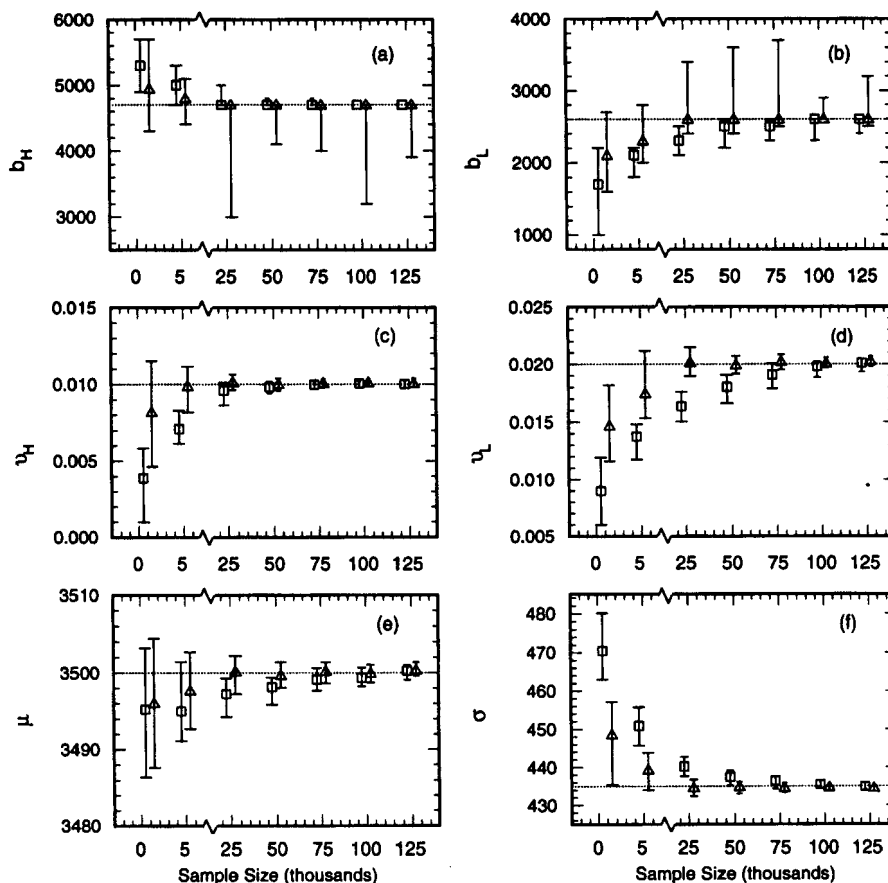 (a)
b_H
6000
5000
4000
3000
0 5 25 50 75 100 125
(b)
b_L
4000
3000
2000
1000
0 5 25 50 75 100 125
(c)
υ_H
0.015
0.010
0.005
0.000
0 5 25 50 75 100 125
(d)
υ_L
0.025
0.020
0.015
0.010
0.005
0 5 25 50 75 100 125
(e)
μ
3510
3500
3490
3480
0 5 25 50 75 100 125
Sample Size (thousands)
(f)
σ
480
470
460
450
440
430
0 5 25 50 75 100 125
Sample Size (thousands)